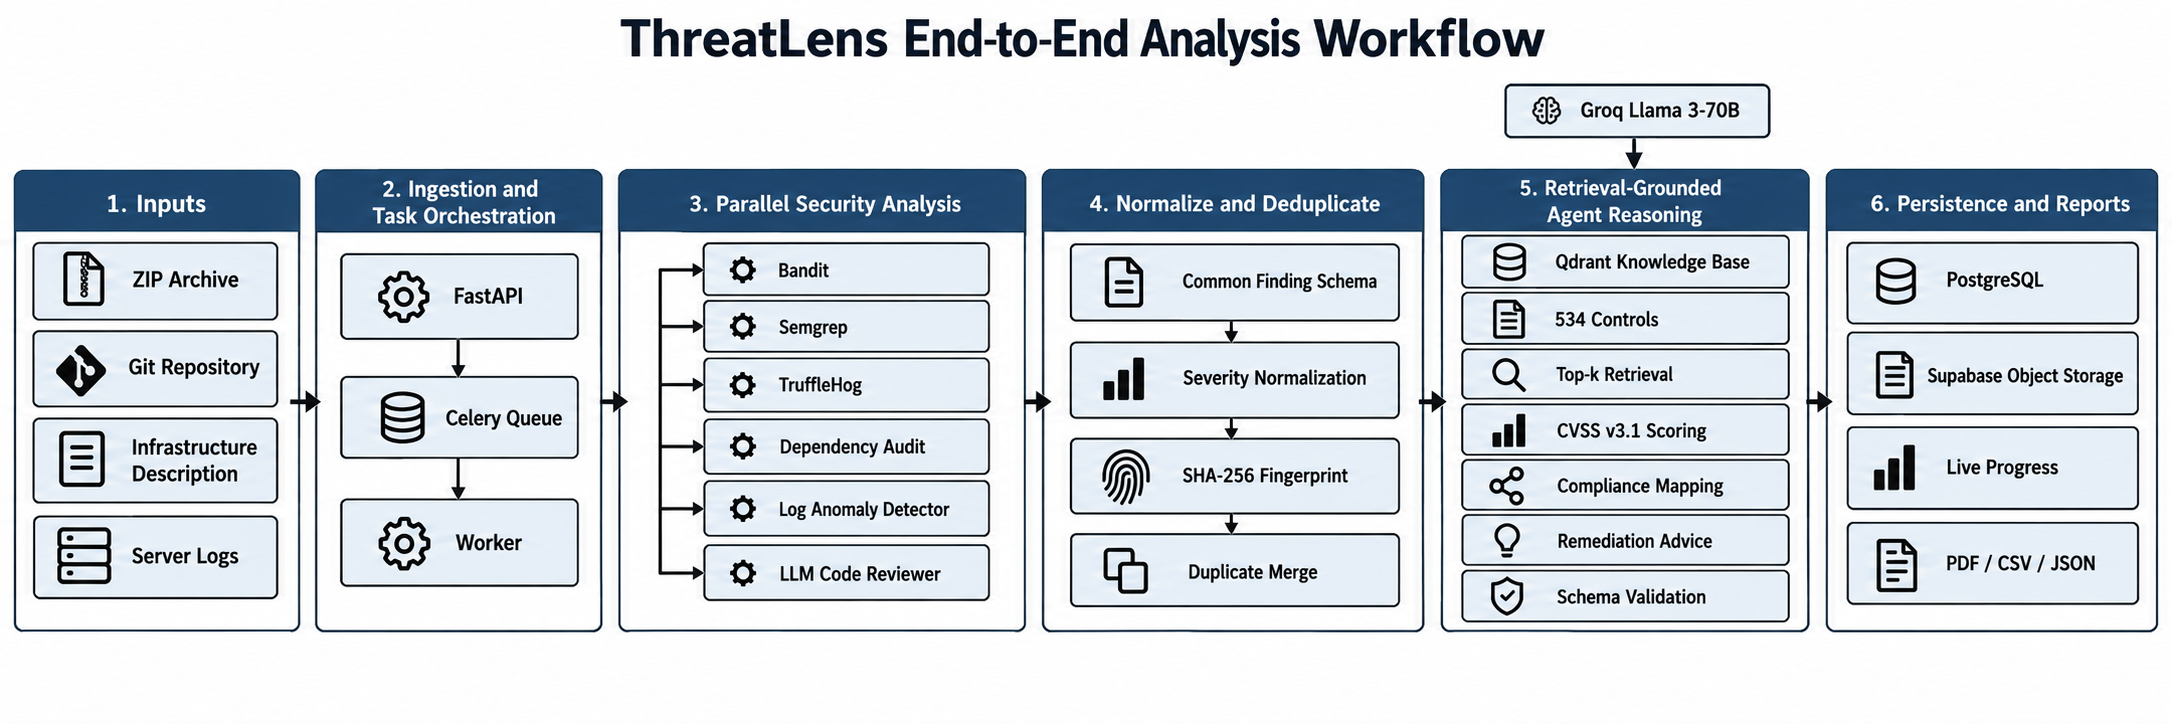 ThreatLens End-to-End Analysis Workflow
Groq Llama 3-70B
1. Inputs
ZIP Archive
Git Repository
Infrastructure
Description
Server Logs
2. Ingestion and
Task Orchestration
FastAPI
Celery Queue
Worker
3. Parallel Security Analysis
Bandit
Semgrep
TruffleHog
Dependency Audit
Log Anomaly Detector
LLM Code Reviewer
4. Normalize and Deduplicate
Common Finding Schema
Severity Normalization
SHA-256 Fingerprint
Duplicate Merge
5. Retrieval-Grounded
Agent Reasoning
Qdrant Knowledge Base
534 Controls
Top-k Retrieval
CVSS v3.1 Scoring
Compliance Mapping
Remediation Advice
Schema Validation
6. Persistence and Reports
PostgreSQL
Supabase Object Storage
Live Progress
PDF / CSV / JSON